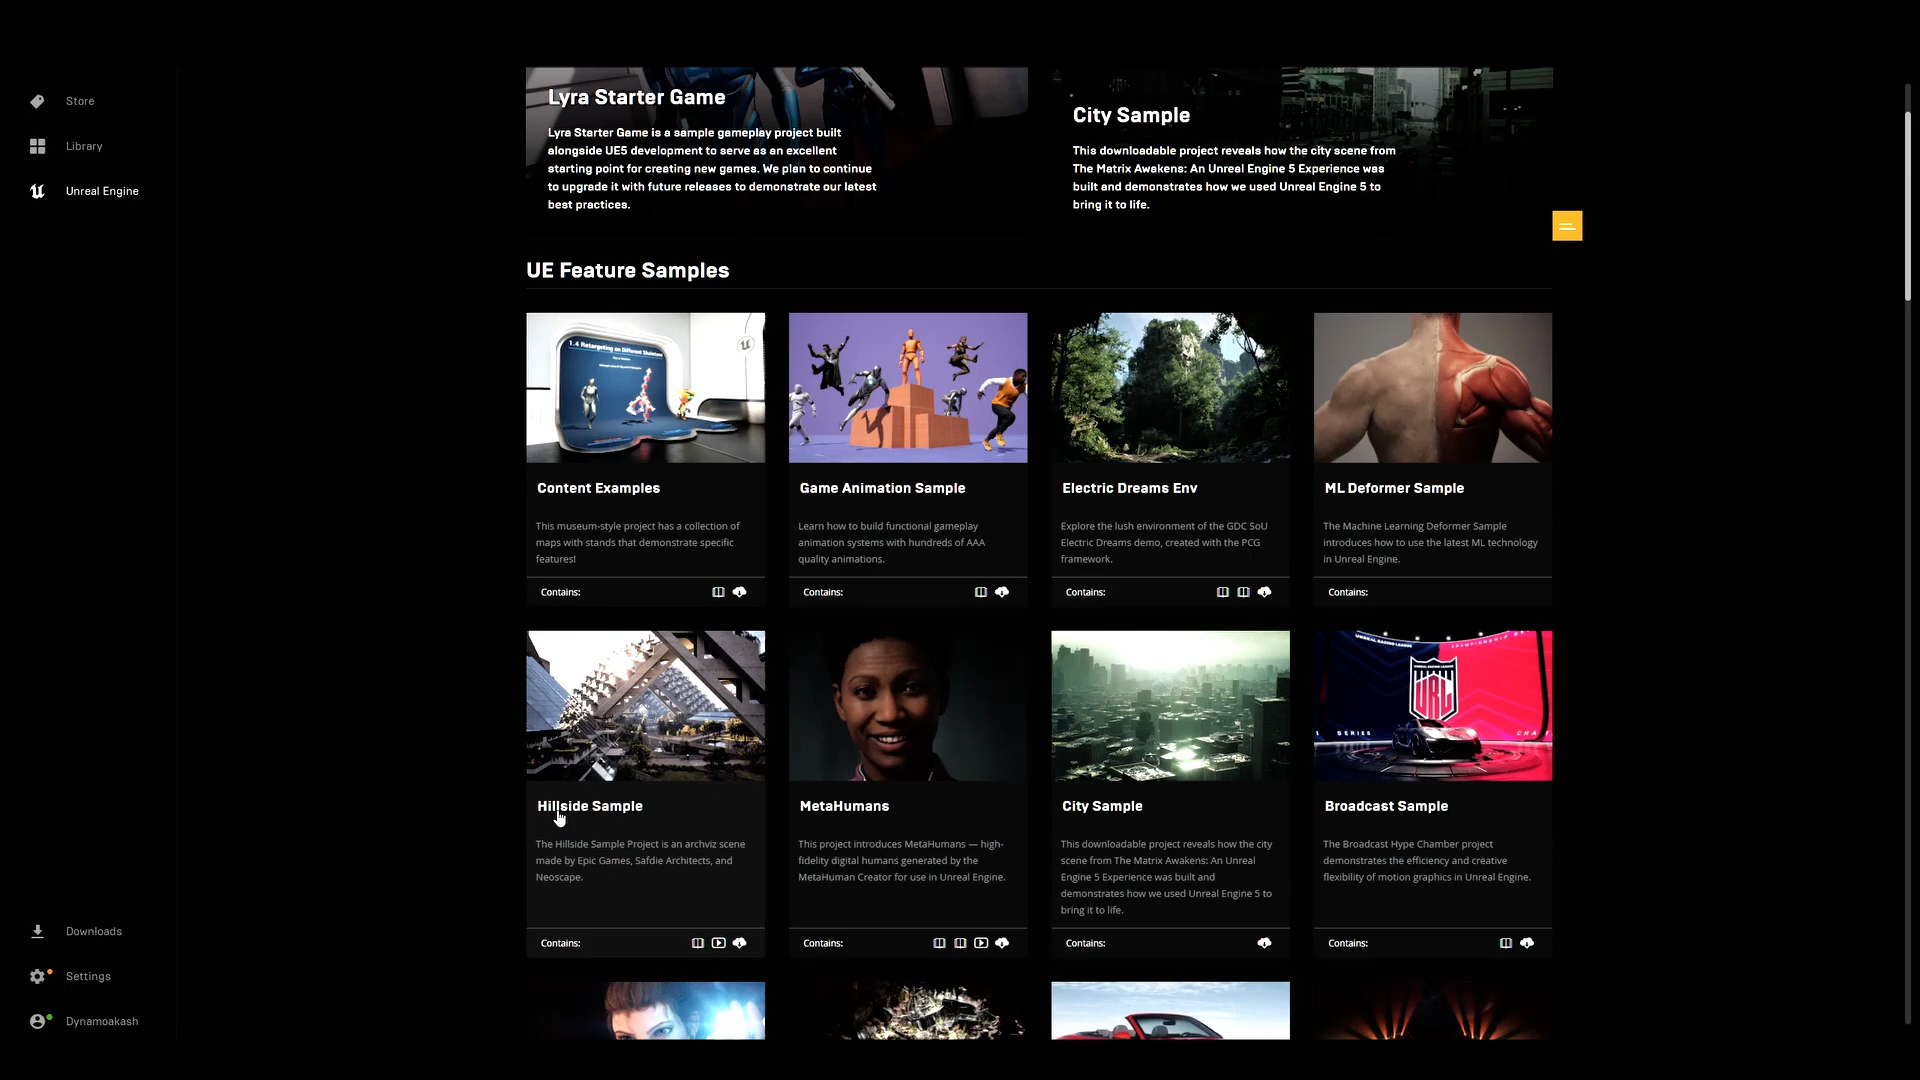 Store
Library
Unreal Engine
Downloads
Settings
Dynamoakash
Lyra Starter Game
Lyra Starter Game is a sample gameplay project built
alongside UE5 development to serve as an excellent
starting point for creating new games. We plan to continue
to upgrade it with future releases to demonstrate our latest
best practices.
City Sample
This downloadable project reveals how the city scene from
The Matrix Awakens: An Unreal Engine 5 Experience was
built and demonstrates how we used Unreal Engine 5 to
bring it to life.
UE Feature Samples
1.4 Retargeting on Different Skeletons
Content Examples
This museum-style project has a collection of
maps with stands that demonstrate specific
features!
Contains:
Game Animation Sample
Learn how to build functional gameplay
animation systems with hundreds of AAA
quality animations.
Contains:
Electric Dreams Env
Explore the lush environment of the GDC SoU
Electric Dreams demo, created with the PCG
framework.
Contains:
ML Deformer Sample
The Machine Learning Deformer Sample
introduces how to use the latest ML technology
in Unreal Engine.
Contains:
Hillside Sample
The Hillside Sample Project is an archviz scene
made by Epic Games, Safdie Architects, and
Neoscape.
Contains:
MetaHumans
This project introduces MetaHumans — high-
fidelity digital humans generated by the
MetaHuman Creator for use in Unreal Engine.
Contains:
City Sample
This downloadable project reveals how the city
scene from The Matrix Awakens: An Unreal
Engine 5 Experience was built and
demonstrates how we used Unreal Engine 5 to
bring it to life.
Contains:
UNREAL RACING LEAGUE
CHAMPIONSHIP
URL
SERIES
Broadcast Sample
The Broadcast Hype Chamber project
demonstrates the efficiency and creative
flexibility of motion graphics in Unreal Engine.
Contains: